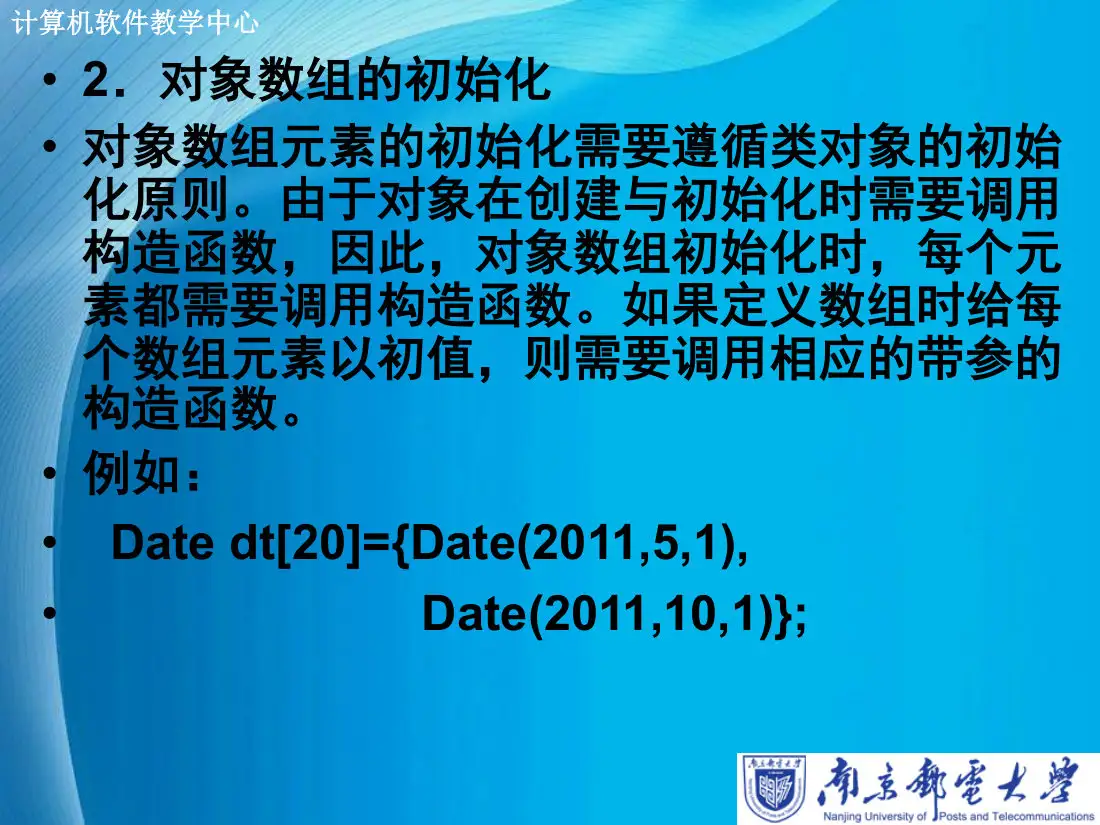 计算机软件教学中心
• 2．对象数组的初始化
• 对象数组元素的初始化需要遵循类对象的初始
化原则。由于对象在创建与初始化时需要调用
构造函数，因此，对象数组初始化时，每个元
素都需要调用构造函数。如果定义数组时给每
个数组元素以初值，则需要调用相应的带参的
构造函数。
• 例如：
• Date dt[20]={Date(2011,5,1),
• Date(2011,10,1)};
南京邮电大学
南京郵電大學
Nanjing University of Posts and Telecommunications